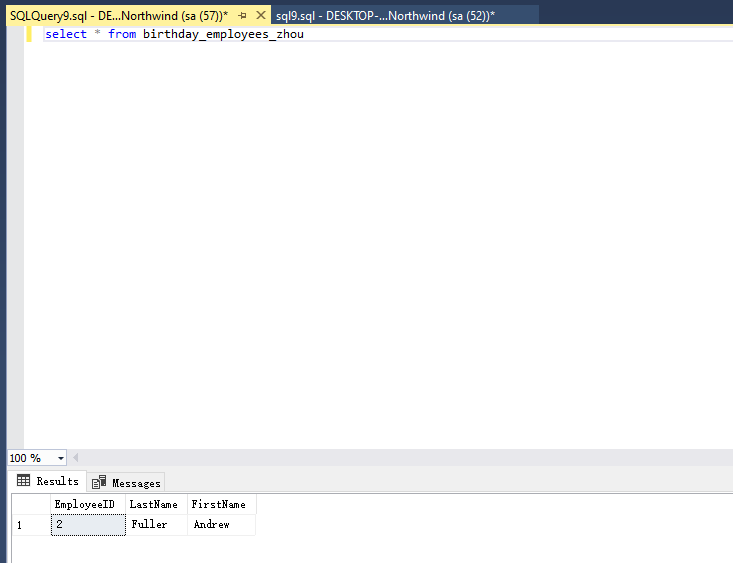 SQLQuery9.sql - DE...Northwind (sa (57))* sql9.sql - DESKTOP-...Northwind (sa (52))*
select * from birthday_employees_zhou
100 %
Results Messages
EmployeeID LastName FirstName
1 2 Fuller Andrew